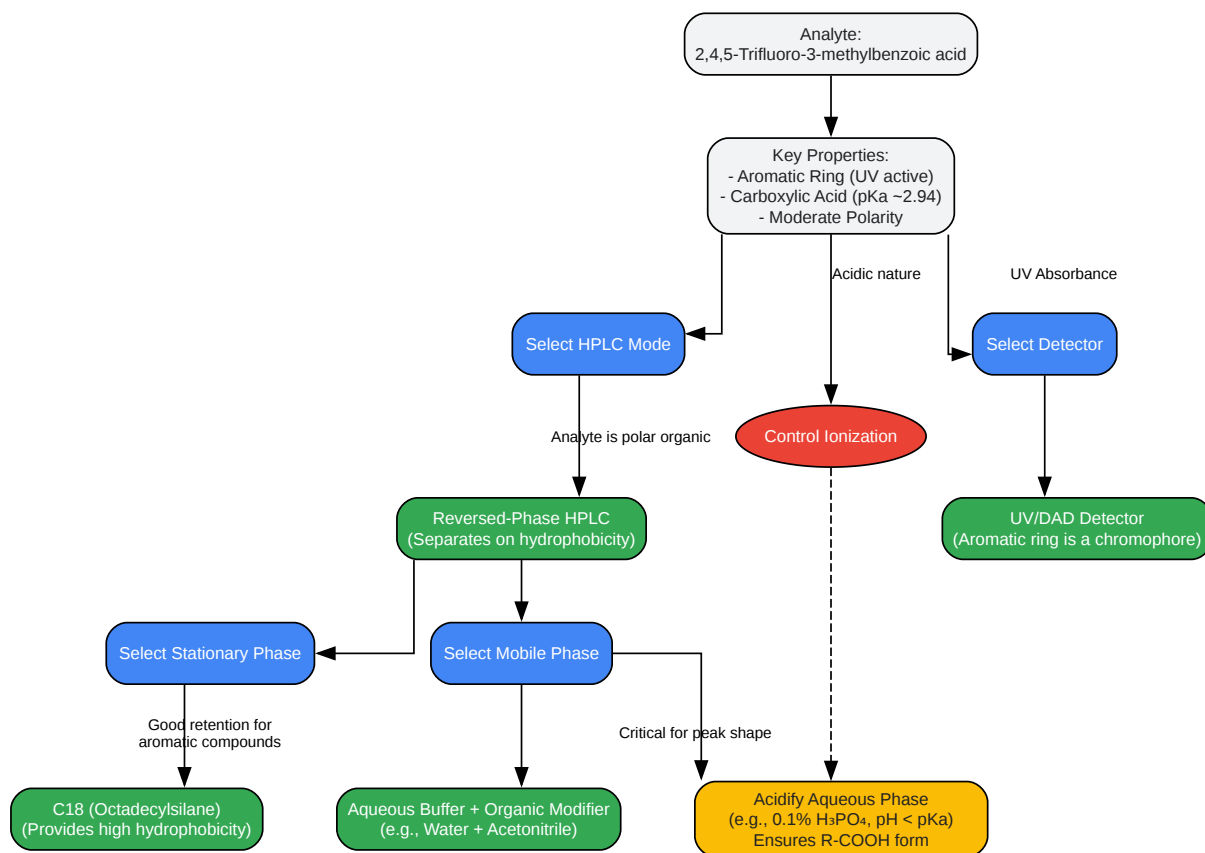 Analyte:
2,4,5-Trifluoro-3-methylbenzoic acid
Key Properties:
- Aromatic Ring (UV active)
- Carboxylic Acid (pKa ~2.94)
- Moderate Polarity
Acidic nature
UV Absorbance
Select HPLC Mode
Select Detector
Analyte is polar organic
Control Ionization
Reversed-Phase HPLC
(Separates on hydrophobicity)
UV/DAD Detector
(Aromatic ring is a chromophore)
Select Stationary Phase
Select Mobile Phase
Good retention for
aromatic compounds
Critical for peak shape
C18 (Octadecylsilane)
(Provides high hydrophobicity)
Aqueous Buffer + Organic Modifier
(e.g., Water + Acetonitrile)
Acidify Aqueous Phase
(e.g., 0.1% H₃PO₄, pH < pKa)
Ensures R-COOH form